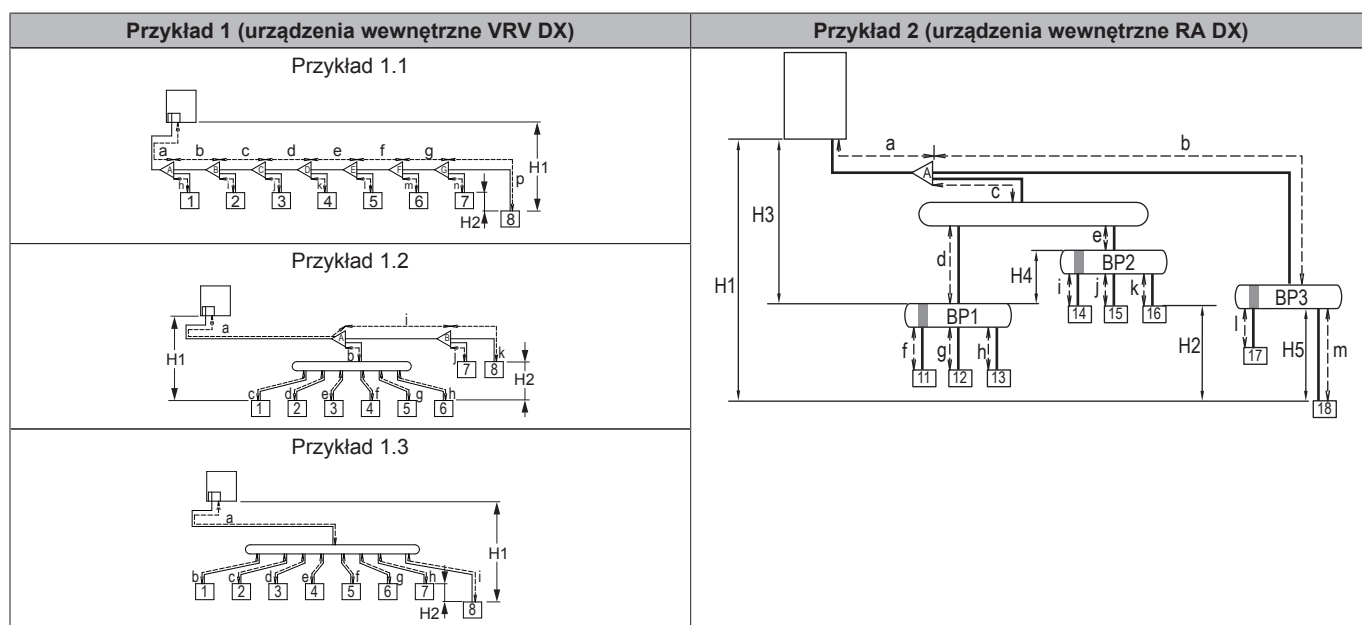 Przykład 1 (urządzenia wewnętrzne VRV DX)
Przykład 1.1
a b c d e f g
A B C D E F G
p
H1
h i j k l m n
1 2 3 4 5 6 7
H2
8
Przykład 1.2
a
i
A B
H1
b j k
7 8
H2
c d e f g h
1 2 3 4 5 6
Przykład 1.3
a
H1
b c d e f g h i
1 2 3 4 5 6 7
H2
8
Przykład 2 (urządzenia wewnętrzne RA DX)
a b
A
c
H3
d e
H4
BP2
H1
i j k
BP3
BP1
14 15 16
l
H5
m
H2
f g h
17
11 12 13
18